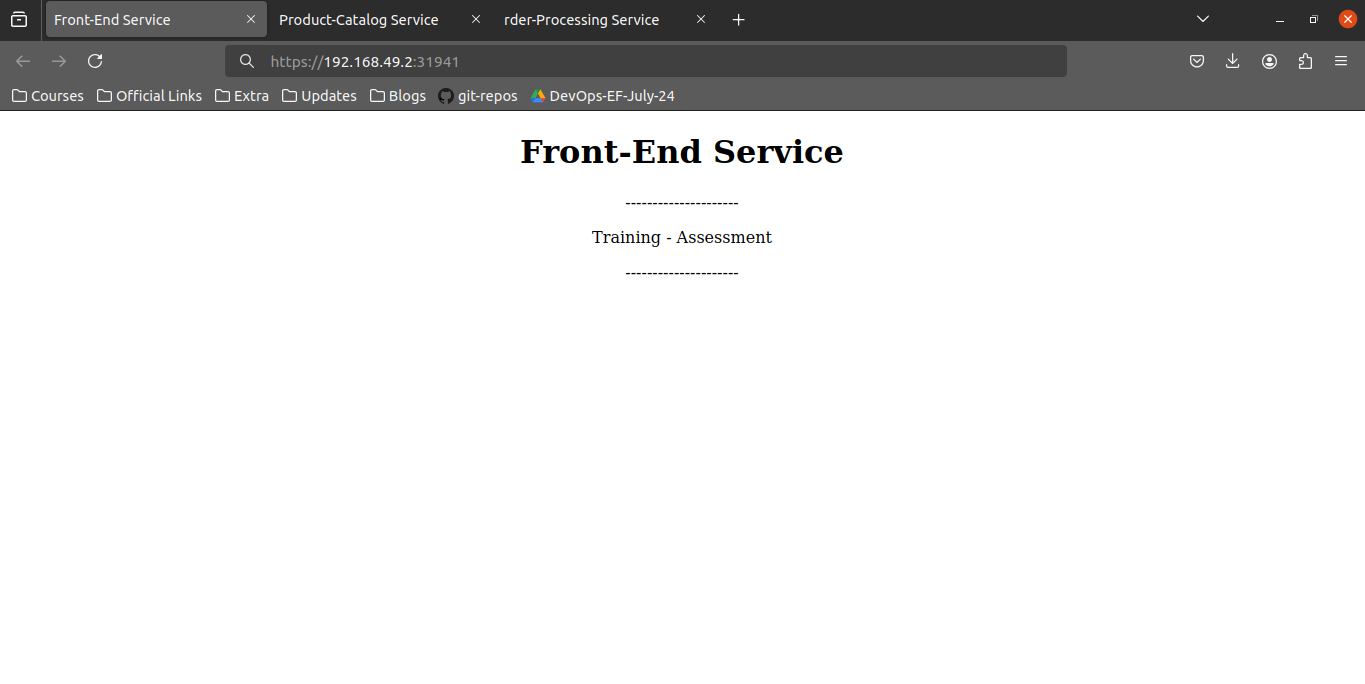 Front-End Service
Product-Catalog Service
rder-Processing Service
https://192.168.49.2:31941
Courses Official Links Extra Updates Blogs git-repos DevOps-EF-July-24
Front-End Service
---------------------
Training - Assessment
---------------------